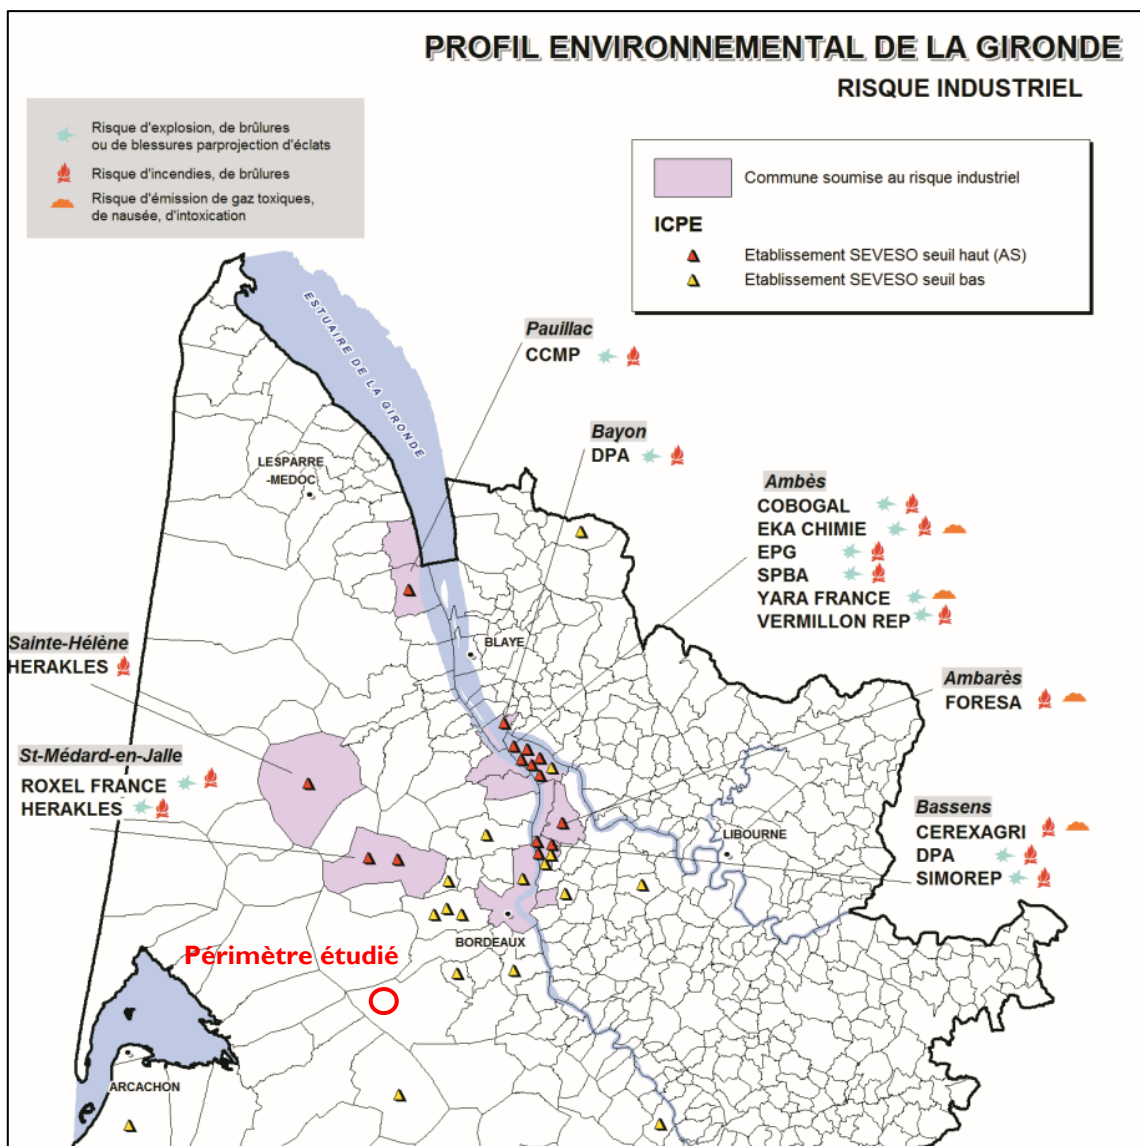 PROFIL ENVIRONNEMENTAL DE LA GIRONDE
RISQUE INDUSTRIEL
Risque d'explosion, de brûlures
ou de blessures parprojection d'éclats
Risque d'incendies, de brûlures
Risque d'émission de gaz toxiques,
de nausée, d'intoxication
Commune soumise au risque industriel
ICPE
Etablissement SEVESO seuil haut (AS)
Etablissement SEVESO seuil bas
ESTUAIRE DE LA GIRONDE
Pauillac
CCMP
Bayon
DPA
LESPARRE
-MEDOC
Ambès
COBOGAL
EKA CHIMIE
EPG
SPBA
YARA FRANCE
VERMILLON REP
BLAYE
Sainte-Hélène
HERAKLES
Ambarès
FORESA
St-Médard-en-Jalle
ROXEL FRANCE
HERAKLES
Bassens
CEREXAGRI
DPA
SIMOREP
LIBOURNE
BORDEAUX
Périmètre étudié
ARCACHON